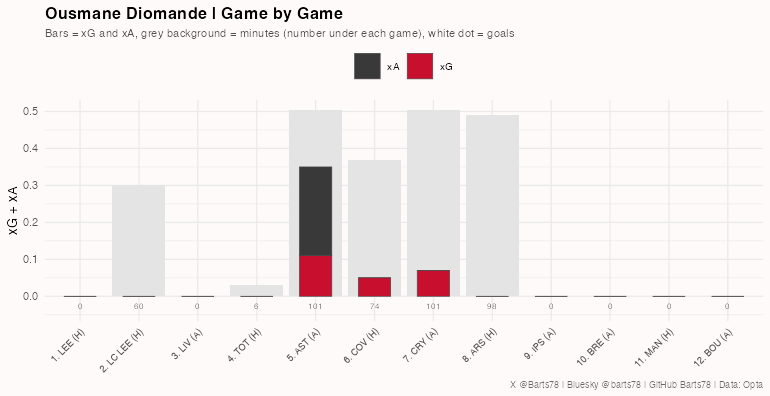 Ousmane Diomande I Game by Game
Bars = xG and xA, grey background = minutes (number under each game), white dot = goals
xA xG
xG + xA
0.5
0.4
0.3
0.2
0.1
0.0
0 60 0 6 101 74 101 98 0 0 0 0
1. LEE (H) 2. LC LEE (H) 3. LIV (A) 4. TOT (H) 5. AST (A) 6. COV (H) 7. CRY (A) 8. ARS (H) 9. IPS (A) 10. BRE (A) 11. MAN (H) 12. BOU (A)
X @Barts78 | Bluesky @barts78 | GitHub Barts78 | Data: Opta